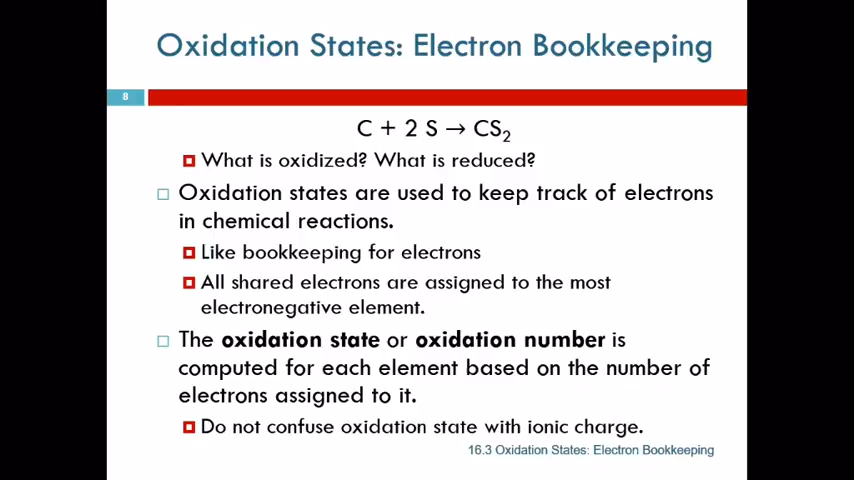 Oxidation States: Electron Bookkeeping
8
C + 2 S → CS₂
What is oxidized? What is reduced?
Oxidation states are used to keep track of electrons
in chemical reactions.
Like bookkeeping for electrons
All shared electrons are assigned to the most
electronegative element.
The oxidation state or oxidation number is
computed for each element based on the number of
electrons assigned to it.
Do not confuse oxidation state with ionic charge.
16.3 Oxidation States: Electron Bookkeeping